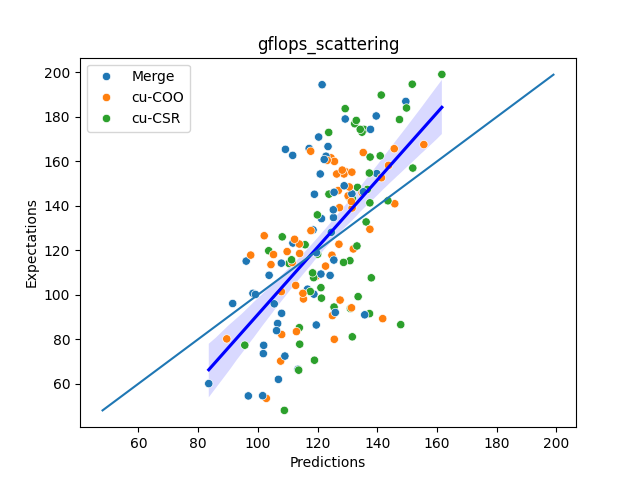 gflops_scattering
Merge
cu-COO
cu-CSR
Expectations
200
180
160
140
120
100
80
60
60 80 100 120 140 160 180 200
Predictions